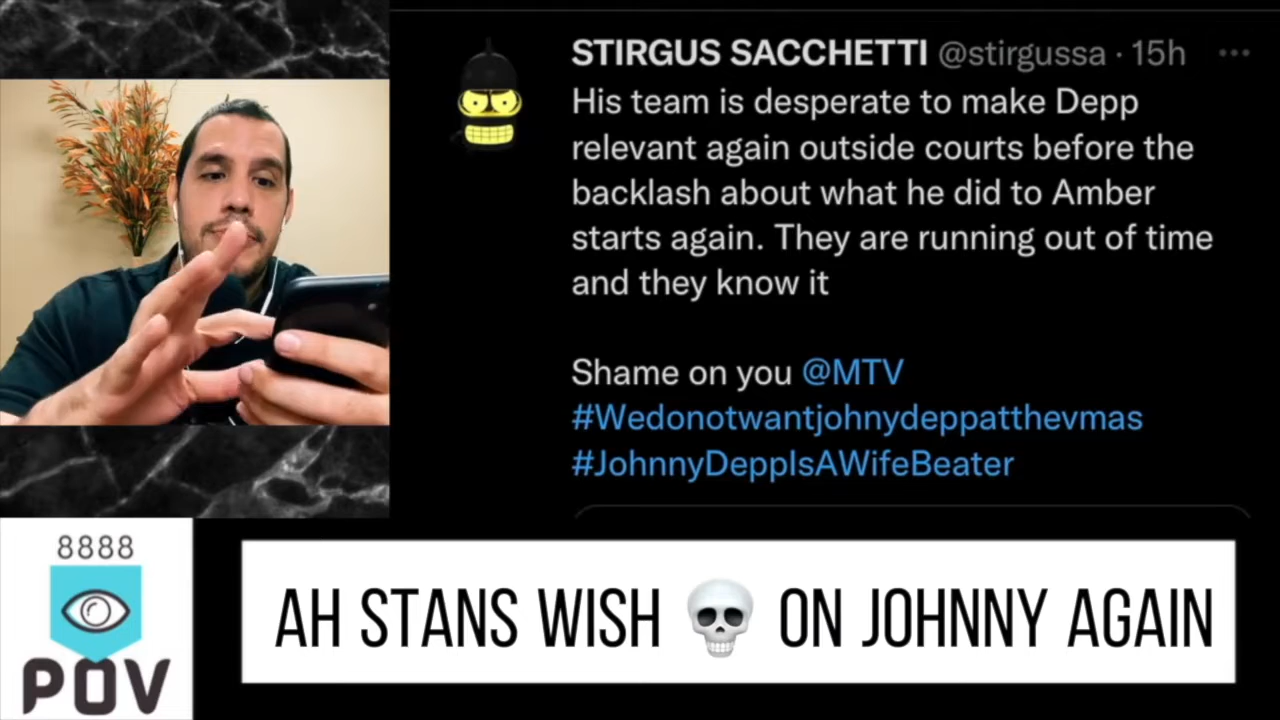 STIRGUS SACCHETTI @stirgussa · 15h ...
His team is desperate to make Depp
relevant again outside courts before the
backlash about what he did to Amber
starts again. They are running out of time
and they know it
Shame on you @MTV
#Wedonotwantjohnydeppatthevmas
#JohnnyDeppIsAWifeBeater
8888
POV
AH STANS WISH 💀 ON JOHNNY AGAIN